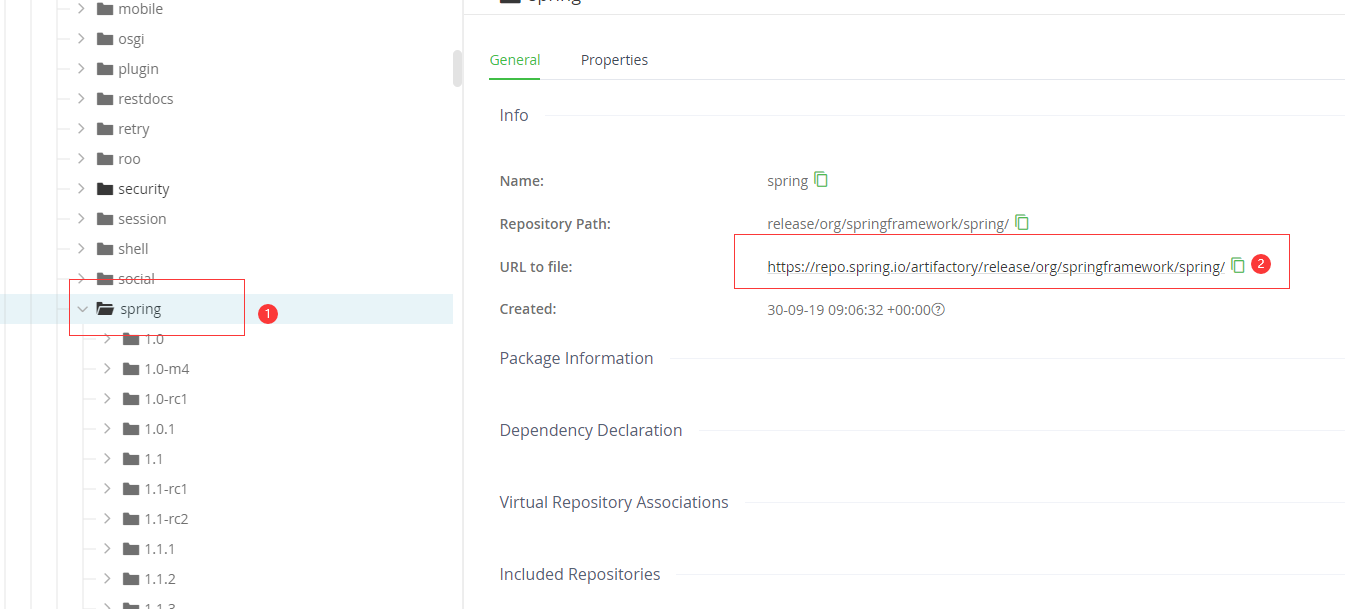 mobile
osgi
plugin
restdocs
retry
roo
security
session
shell
social
spring
1
1.0
1.0-m4
1.0-rc1
1.0.1
1.1
1.1-rc1
1.1-rc2
1.1.1
1.1.2
1.1.3
spring
General Properties
Info
Name: spring
Repository Path: release/org/springframework/spring/
URL to file: https://repo.spring.io/artifactory/release/org/springframework/spring/ 2
Created: 30-09-19 09:06:32 +00:00?
Package Information
Dependency Declaration
Virtual Repository Associations
Included Repositories